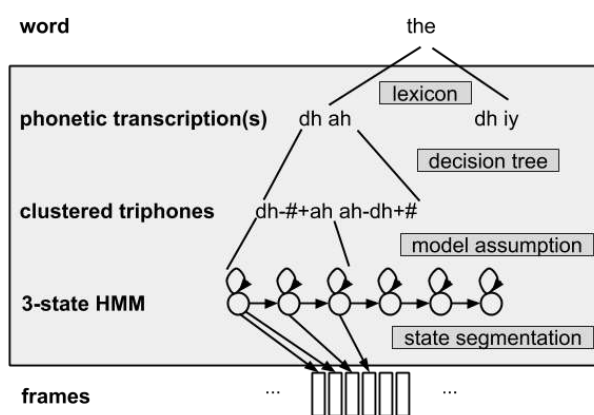 word the
lexicon
phonetic transcription(s) dh ah dh iy
decision tree
clustered triphones dh-#+ah ah-dh+#
model assumption
3-state HMM
state segmentation
frames ... ...